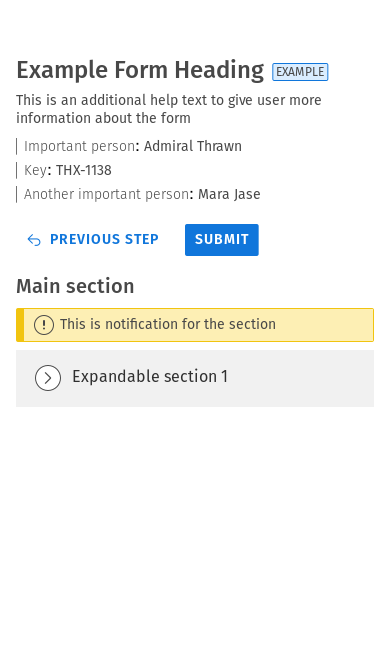 Example Form Heading EXAMPLE
This is an additional help text to give user more
information about the form
Important person: Admiral Thrawn
Key: THX-1138
Another important person: Mara Jase
PREVIOUS STEP SUBMIT
Main section
This is notification for the section
Expandable section 1